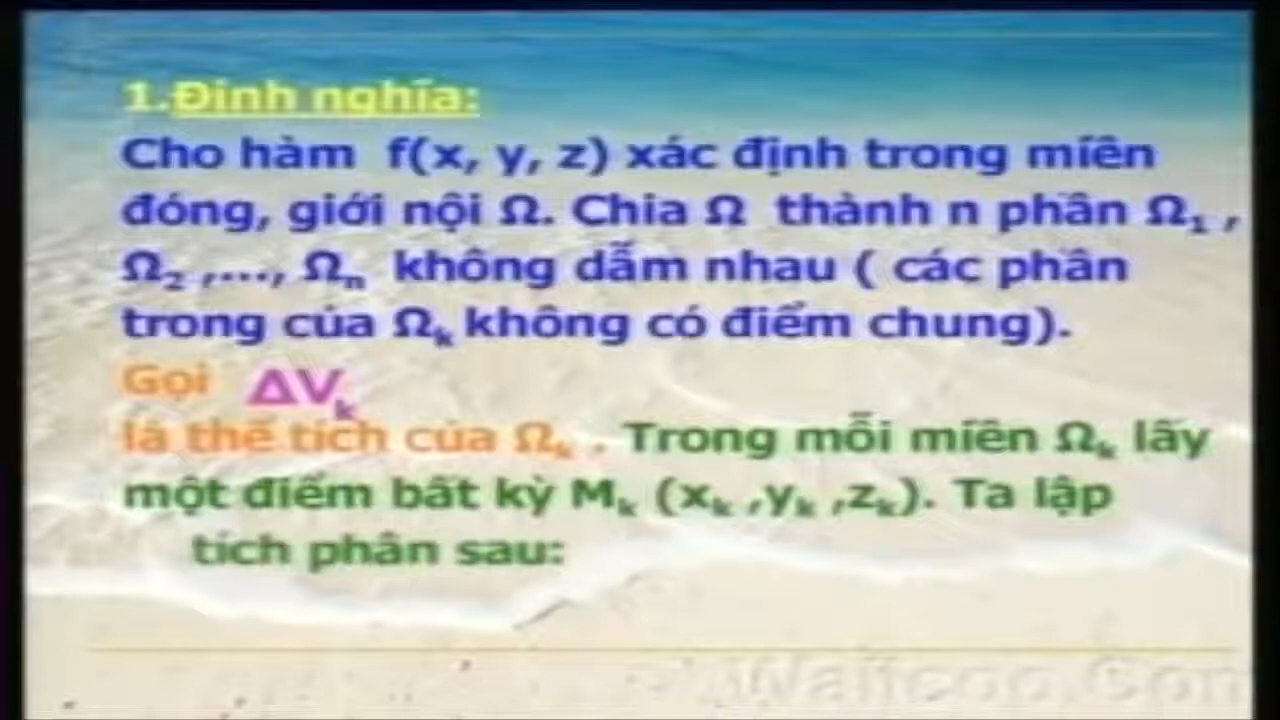 1.Định nghĩa:
Cho hàm f(x, y, z) xác định trong miền
đóng, giới nội Ω. Chia Ω thành n phần Ω₁ ,
Ω₂ ,..., Ωₙ không dẫm nhau ( các phần
trong của Ωₖ không có điểm chung).
Gọi ΔVₖ
là thể tích của Ωₖ . Trong mỗi miền Ωₖ lấy
một điểm bất kỳ Mₖ (xₖ ,yₖ ,zₖ). Ta lập
tích phân sau:
Wallcoo.Com